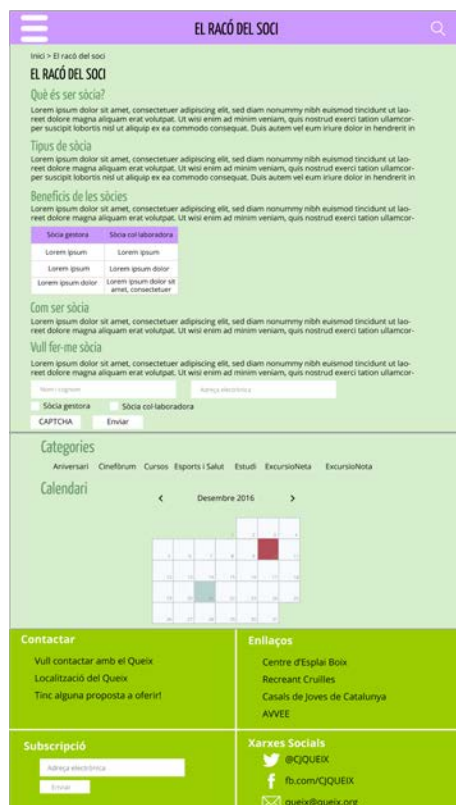 EL RACÓ DEL SOCI
Inici > El racó del soci
EL RACÓ DEL SOCI
Què és ser sòcia?
Lorem ipsum dolor sit amet, consectetuer adipiscing elit, sed diam nonummy nibh euismod tincidunt ut lao-
reet dolore magna aliquam erat volutpat. Ut wisi enim ad minim veniam, quis nostrud exerci tation ullamcor-
per suscipit lobortis nisl ut aliquip ex ea commodo consequat. Duis autem vel eum iriure dolor in hendrerit in
Tipus de sòcia
Lorem ipsum dolor sit amet, consectetuer adipiscing elit, sed diam nonummy nibh euismod tincidunt ut lao-
reet dolore magna aliquam erat volutpat. Ut wisi enim ad minim veniam, quis nostrud exerci tation ullamcor-
per suscipit lobortis nisl ut aliquip ex ea commodo consequat. Duis autem vel eum iriure dolor in hendrerit in
Beneficis de les sòcies
Lorem ipsum dolor sit amet, consectetuer adipiscing elit, sed diam nonummy nibh euismod tincidunt ut lao-
reet dolore magna aliquam erat volutpat. Ut wisi enim ad minim veniam, quis nostrud exerci tation ullamcor-
Sòcia gestora Sòcia col·laboradora
Lorem ipsum Lorem ipsum
Lorem ipsum Lorem ipsum dolor
Lorem ipsum dolor Lorem ipsum dolor sit
amet, consectetuer
Com ser sòcia
Lorem ipsum dolor sit amet, consectetuer adipiscing elit, sed diam nonummy nibh euismod tincidunt ut lao-
reet dolore magna aliquam erat volutpat. Ut wisi enim ad minim veniam, quis nostrud exerci tation ullamcor-
Vull fer-me sòcia
Lorem ipsum dolor sit amet, consectetuer adipiscing elit, sed diam nonummy nibh euismod tincidunt ut lao-
reet dolore magna aliquam erat volutpat. Ut wisi enim ad minim veniam, quis nostrud exerci tation ullamcor-
Nom i cognom Adreça electrònica
Sòcia gestora Sòcia col·laboradora
CAPTCHA Enviar
Categories
Aniversari Cinefòrum Cursos Esports i Salut Estudi ExcursioNeta ExcursioNota
Calendari
< Desembre 2016 >
Contactar
Vull contactar amb el Queix
Localització del Queix
Tinc alguna proposta a oferir!
Enllaços
Centre d'Esplai Boix
Recreant Cruilles
Casals de Joves de Catalunya
AVVEE
Subscripció
Adreça electrònica
Enviar
Xarxes Socials
@CJQUEIX
fb.com/CJQUEIX
queix@queix.org